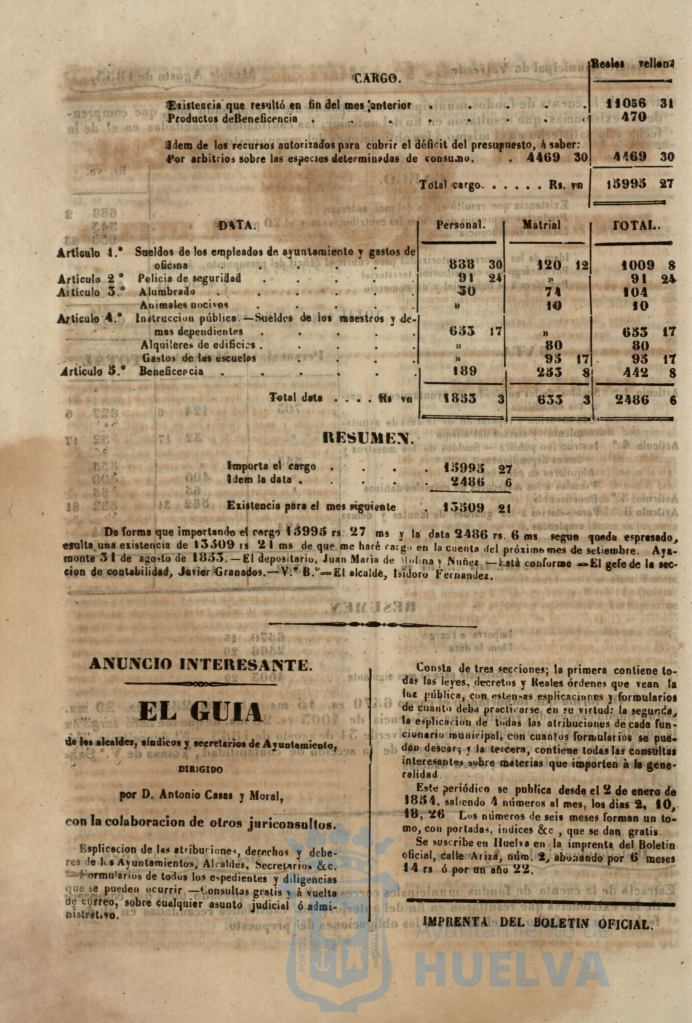 Reales vellon
CARGO.
Existencia que resultó en fin del mes anterior . . . . . . 11056 31
Productos deBeneficencia . . . . . . . . 470
Idem de los recursos autorizados para cubrir el déficit del presupuesto, á saber:
Por arbitrios sobre las especies determinadas de consumo. . 4469 30 4469 30
Total cargo. . . . . . Rs. vn 15995 27
DATA. Personal. Matrial TOTAL.
Artículo 1.° Sueldos de los empleados de ayuntamiento y gastos de
oficina . . . . . . 888 30 120 12 1009 8
Artículo 2 ° Policia de seguridad . . . . . 91 24 » 91 24
Artículo 3.° Alumbrado . . . . . . 30 74 104
Animales nocivos . . . . . » 10 10
Artículo 4.° Instruccion pública.—Sueldos de los maestros y de-
mas dependientes . . . . . 653 17 » 653 17
Alquileres de edificios . . . . . » 80 80
Gastos de las escuelas . . . . . » 95 17 95 17
Artículo 5.° Beneficencia . . . . . . 189 253 8 442 8
Total data . . . . Rs vn 1853 3 633 3 2486 6
RESUMEN.
Importa el cargo . . . . 15995 27
Idem la data . . . . . 2486 6
Existencia para el mes siguiente . 13509 21
De forma que importando el cargo 15995 rs. 27 ms y la data 2486 rs. 6 ms segun queda espresado,
esulta una existencia de 13509 rs 21 ms de que me haré cargo en la cuenta del próximo mes de setiembre. Aya-
monte 31 de agosto de 1853.—El depositario, Juan Maria de Molina y Nuñez —Está conforme —El gefe de la sec-
cion de contabilidad, Javier Granados.—V.° B.°—El alcalde, Isidoro Fernandez.
ANUNCIO INTERESANTE.
EL GUIA
de los alcaldes, síndicos y secretarios de Ayuntamiento,
DIRIGIDO
por D. Antonio Casas y Moral,
con la colaboracion de otros juriconsultos.
Esplicacion de las atribuciones, derechos y debe-
res de los Ayuntamientos, Alcaldes, Secretarios &c.
—Formularios de todos los espedientes y diligencias
que se pueden ocurrir.—Consultas gratis y á vuelta
de correo, sobre cualquier asunto judicial ó admi-
nistrativo.
Consta de tres secciones; la primera contiene to-
das las leyes, decretos y Reales órdenes que vean la
luz pública, con estensas esplicaciones y formularios
de cuanto deba practicarse en su virtud: la segunda,
la esplicacion de todas las atribuciones de cada fun-
cionario municipal, con cuantos formularios se pue-
dan desear; y la tercera, contiene todas las consultas
interesantes sobre materias que importen á la gene-
ralidad
Este periódico se publica desde el 2 de enero de
1854, saliendo 4 números al mes, los dias 2, 10,
18, 26 Los números de seis meses forman un to-
mo, con portadas, indices &c , que se dan gratis.
Se suscribe en Huelva en la imprenta del Boletin
oficial, calle Ariza, núm. 2, abonando por 6 meses
14 rs ó por un año 22.
IMPRENTA DEL BOLETIN OFICIAL.
Ayuntamiento de
HUELVA